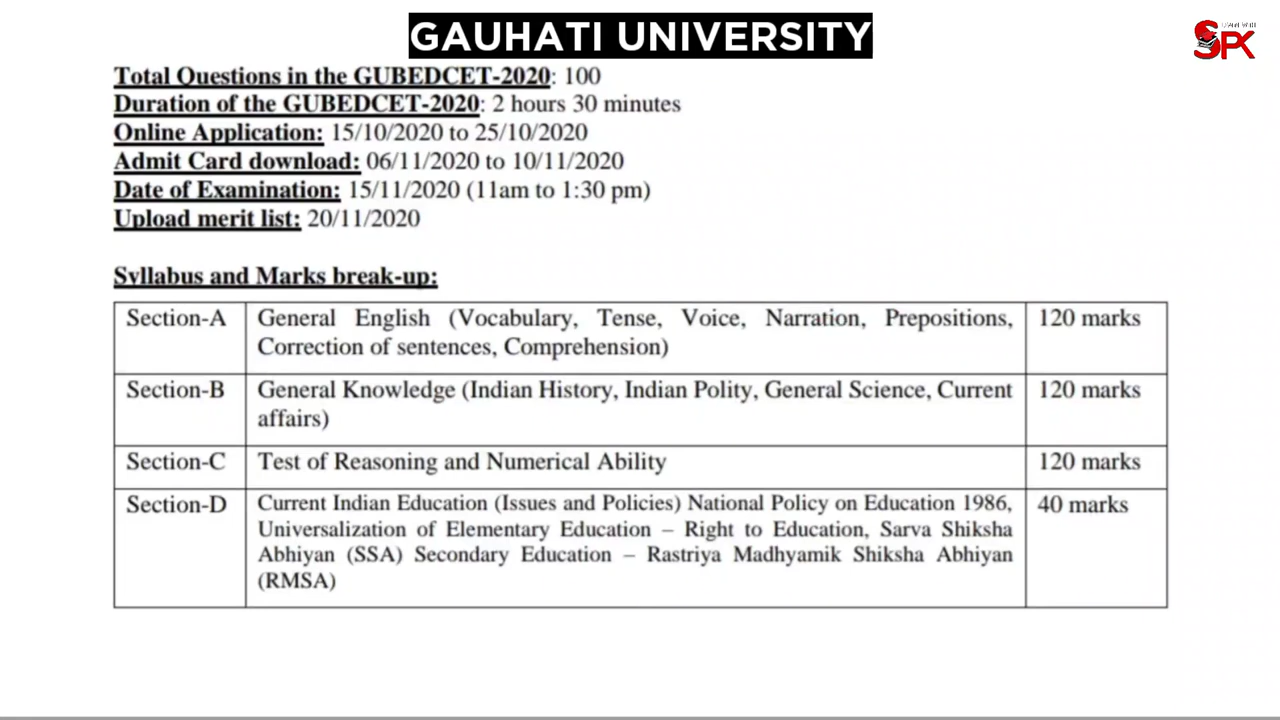 GAUHATI UNIVERSITY
SPK
Total Questions in the GUBEDCET-2020: 100
Duration of the GUBEDCET-2020: 2 hours 30 minutes
Online Application: 15/10/2020 to 25/10/2020
Admit Card download: 06/11/2020 to 10/11/2020
Date of Examination: 15/11/2020 (11am to 1:30 pm)
Upload merit list: 20/11/2020
Syllabus and Marks break-up:
Section-A General English (Vocabulary, Tense, Voice, Narration, Prepositions, 120 marks
Correction of sentences, Comprehension)
Section-B General Knowledge (Indian History, Indian Polity, General Science, Current 120 marks
affairs)
Section-C Test of Reasoning and Numerical Ability 120 marks
Section-D Current Indian Education (Issues and Policies) National Policy on Education 1986, 40 marks
Universalization of Elementary Education – Right to Education, Sarva Shiksha
Abhiyan (SSA) Secondary Education – Rastriya Madhyamik Shiksha Abhiyan
(RMSA)